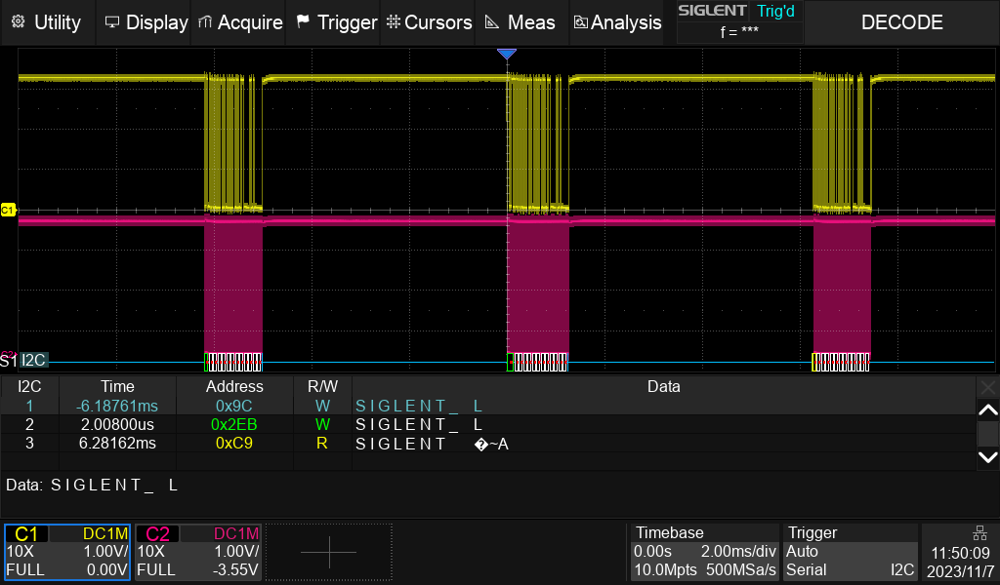 Utility Display Acquire Trigger Cursors Meas Analysis SIGLENT Trig'd DECODE
f = ***
C1
C2
S1 I2C
I2C Time Address R/W Data
1 -6.18761ms 0x9C W S I G L E N T _ L
2 2.00800us 0x2EB W S I G L E N T _ L
3 6.28162ms 0xC9 R S I G L E N T �~A
Data: S I G L E N T _ L
C1 DC1M C2 DC1M Timebase Trigger
10X 1.00V/ 10X 1.00V/ 0.00s 2.00ms/div Auto 11:50:09
FULL 0.00V FULL -3.55V 10.0Mpts 500MSa/s Serial I2C 2023/11/7